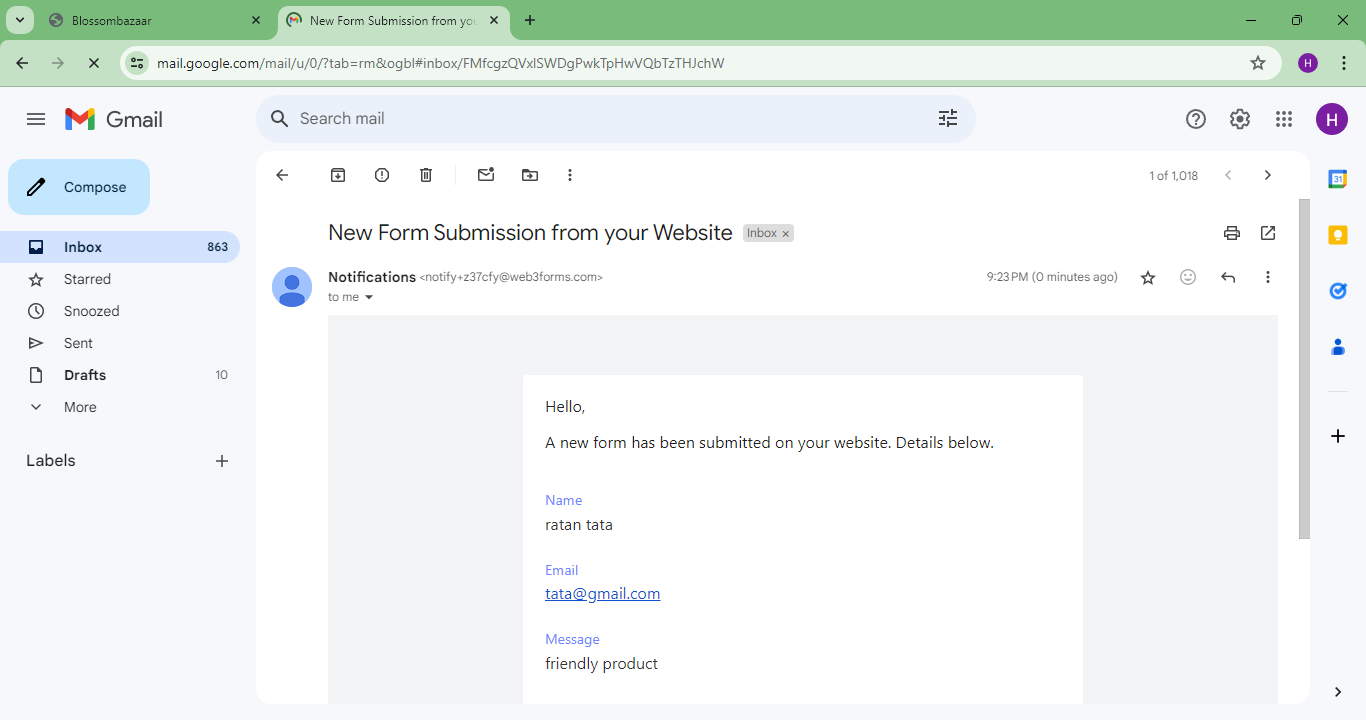 Blossombazaar
New Form Submission from you
mail.google.com/mail/u/0/?tab=rm&ogbl#inbox/FMfcgzQVxlSWDgPwkTpHwVQbTzTHJchW
H
Gmail
Search mail
H
Compose
1 of 1,018
31
Inbox 863
Starred
Snoozed
Sent
Drafts 10
More
Labels
New Form Submission from your Website Inbox ×
Notifications <notify+z37cfy@web3forms.com> 9:23 PM (0 minutes ago)
to me
Hello,
A new form has been submitted on your website. Details below.
Name
ratan tata
Email
tata@gmail.com
Message
friendly product